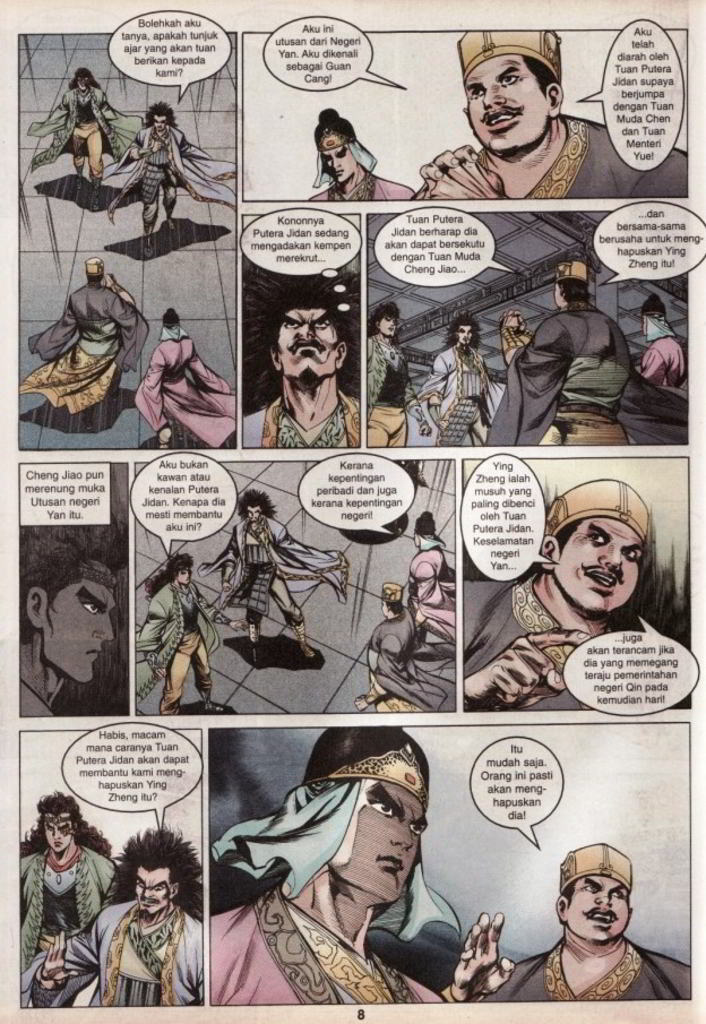 Bolehkah aku
tanya, apakah tunjuk
ajar yang akan tuan
berikan kepada
kami?
Aku ini
utusan dari Negeri
Yan. Aku dikenali
sebagai Guan
Cang!
Aku
telah
diarah oleh
Tuan Putera
Jidan supaya
berjumpa
dengan Tuan
Muda Chen
dan Tuan
Menteri
Yue!
Kononnya
Putera Jidan sedang
mengadakan kempen
merekrut...
Tuan Putera
Jidan berharap dia
akan dapat bersekutu
dengan Tuan Muda
Cheng Jiao...
...dan
bersama-sama
berusaha untuk meng-
hapuskan Ying
Zheng itu!
Cheng Jiao pun
merenung muka
Utusan negeri
Yan itu.
Aku bukan
kawan atau
kenalan Putera
Jidan. Kenapa dia
mesti membantu
aku ini?
Kerana
kepentingan
peribadi dan juga
kerana kepentingan
negeri!
Ying
Zheng ialah
musuh yang
paling dibenci
oleh Tuan
Putera Jidan.
Keselamatan
negeri
Yan...
...juga
akan terancam jika
dia yang memegang
teraju pemerintahan
negeri Qin pada
kemudian hari!
Habis, macam
mana caranya Tuan
Putera Jidan akan dapat
membantu kami meng-
hapuskan Ying
Zheng itu?
Itu
mudah saja.
Orang ini pasti
akan meng-
hapuskan
dia!
8